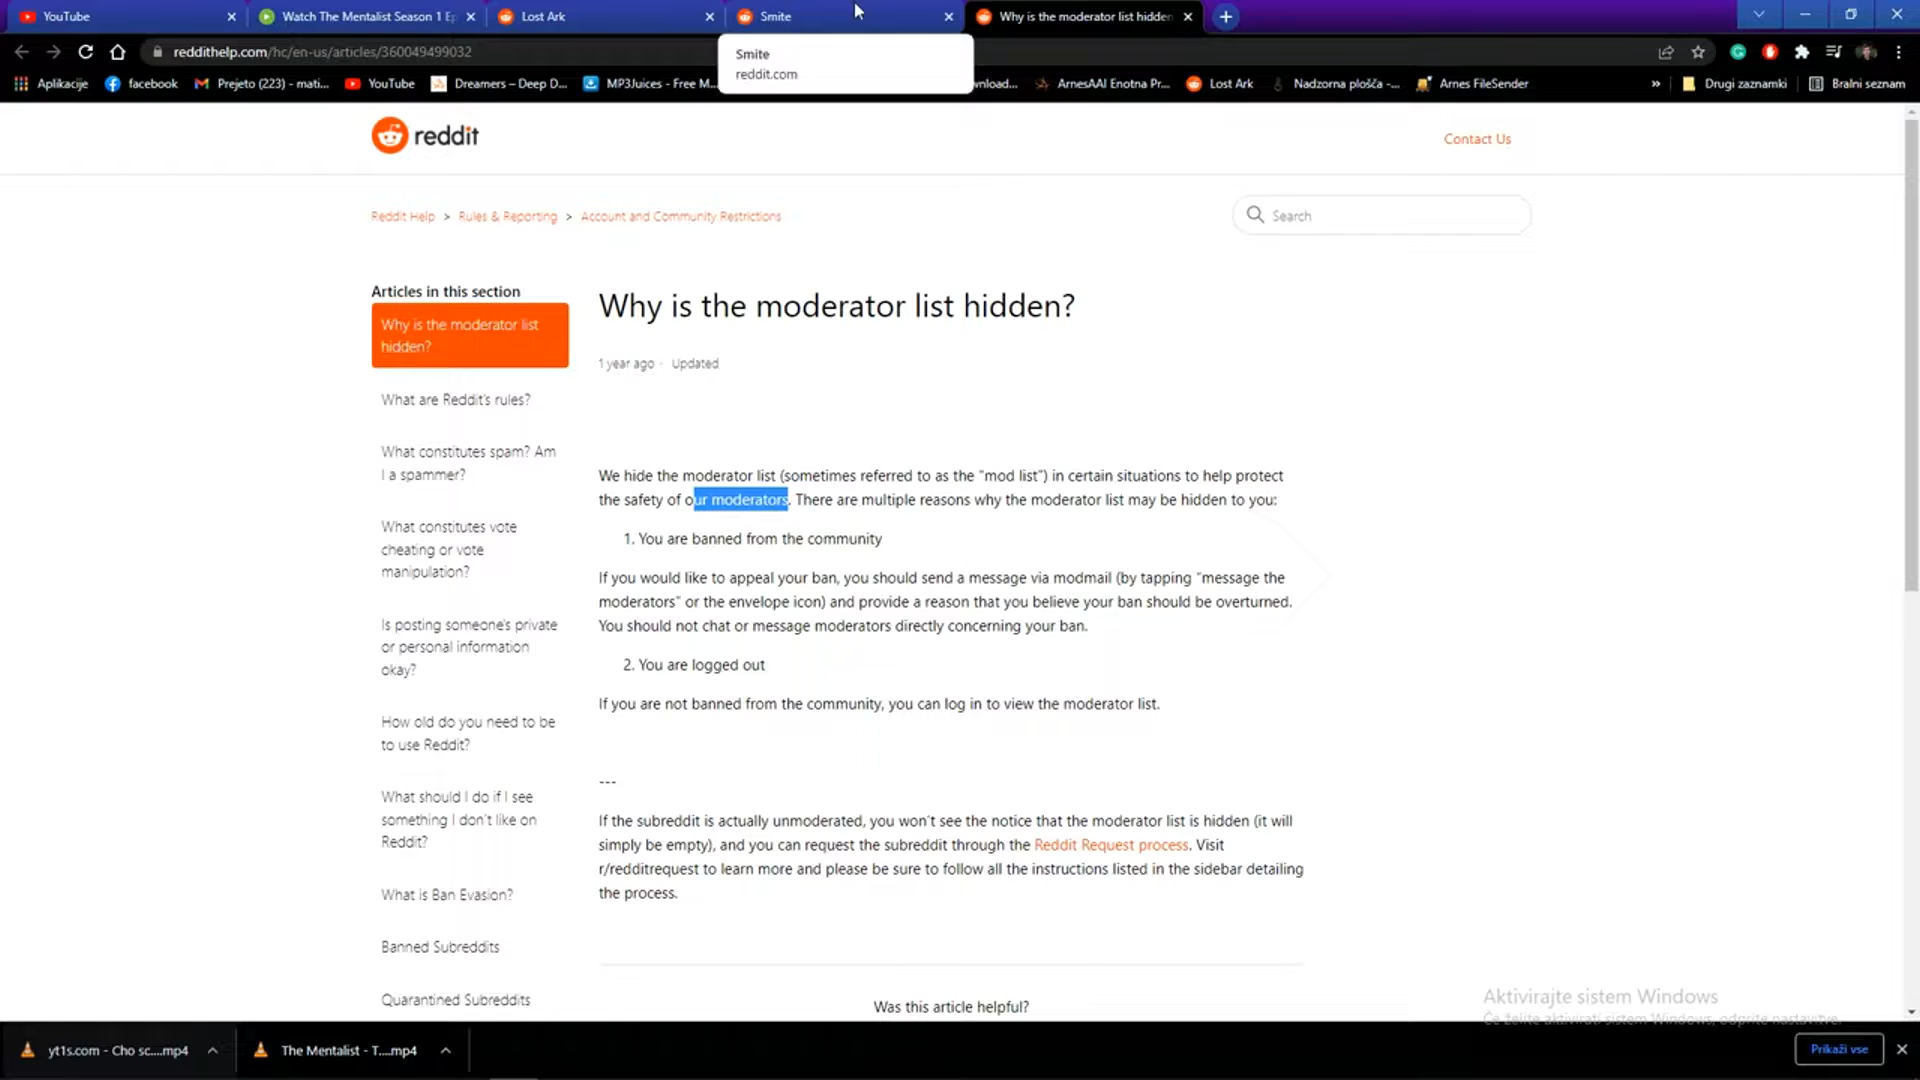 YouTube
Watch The Mentalist Season 1 Ep
Lost Ark
Smite
Why is the moderator list hidden
reddithelp.com/hc/en-us/articles/360049499032
Smite
reddit.com
Aplikacije
facebook
Prejeto (223) - mati...
YouTube
Dreamers – Deep D...
MP3Juices - Free M...
wnload...
ArnesAAI Enotna Pr...
Lost Ark
Nadzorna plošča -...
Arnes FileSender
»
Drugi zaznamki
Bralni seznam
reddit
Contact Us
Reddit Help > Rules & Reporting > Account and Community Restrictions
Search
Articles in this section
Why is the moderator list
hidden?
What are Reddit's rules?
What constitutes spam? Am
I a spammer?
What constitutes vote
cheating or vote
manipulation?
Is posting someone's private
or personal information
okay?
How old do you need to be
to use Reddit?
What should I do if I see
something I don't like on
Reddit?
What is Ban Evasion?
Banned Subreddits
Quarantined Subreddits
Why is the moderator list hidden?
1 year ago · Updated
We hide the moderator list (sometimes referred to as the "mod list") in certain situations to help protect
the safety of our moderators. There are multiple reasons why the moderator list may be hidden to you:
1. You are banned from the community
If you would like to appeal your ban, you should send a message via modmail (by tapping "message the
moderators" or the envelope icon) and provide a reason that you believe your ban should be overturned.
You should not chat or message moderators directly concerning your ban.
2. You are logged out
If you are not banned from the community, you can log in to view the moderator list.
---
If the subreddit is actually unmoderated, you won't see the notice that the moderator list is hidden (it will
simply be empty), and you can request the subreddit through the Reddit Request process. Visit
r/redditrequest to learn more and please be sure to follow all the instructions listed in the sidebar detailing
the process.
Was this article helpful?
Aktivirajte sistem Windows
Če želite aktivirati sistem Windows, odprite nastavitve.
yt1s.com - Cho sc....mp4
The Mentalist - T....mp4
Prikaži vse